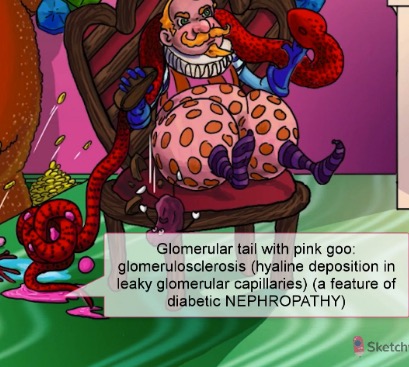 Glomerular tail with pink goo:
glomerulosclerosis (hyaline deposition in
leaky glomerular capillaries) (a feature of
diabetic NEPHROPATHY)
Sketchy